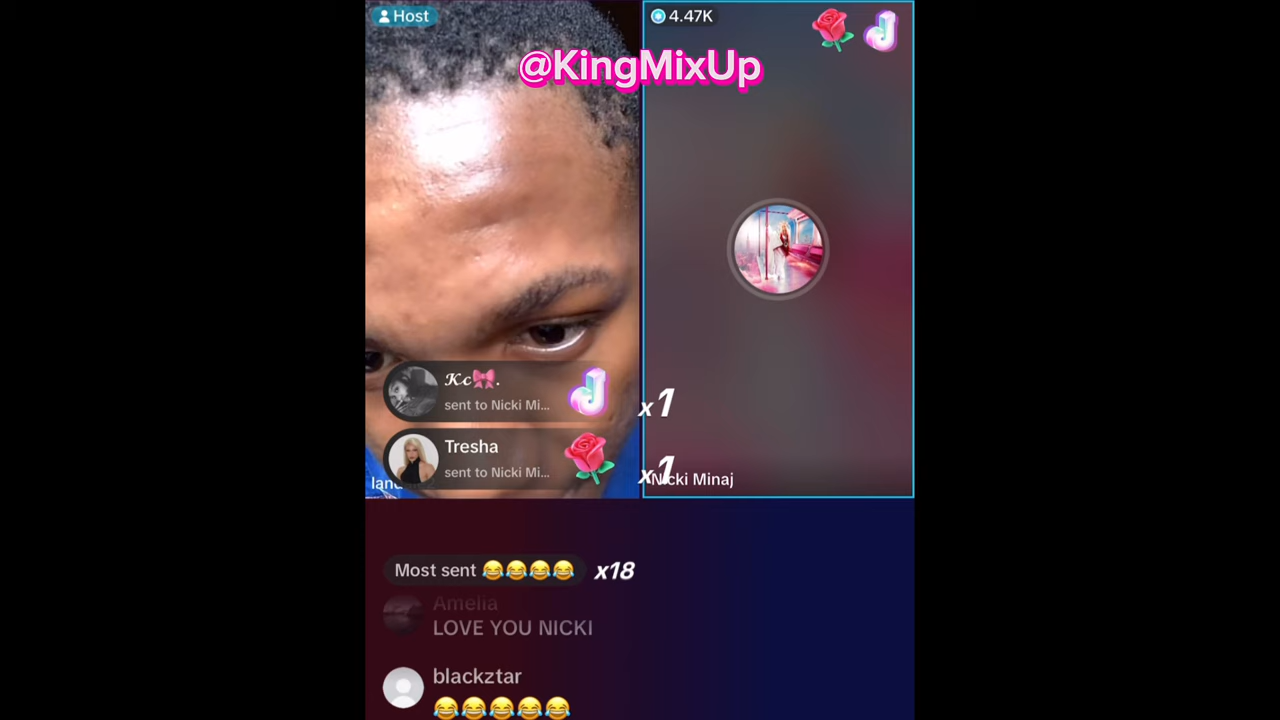 Host
4.47K
@KingMixUp
𝓚𝓬🎀.
sent to Nicki Mi...
x1
Tresha
sent to Nicki Mi...
x1
Nicki Minaj
Most sent 😂😂😂😂 x18
Amelia
LOVE YOU NICKI
blackztar
😂😂😂😂😂